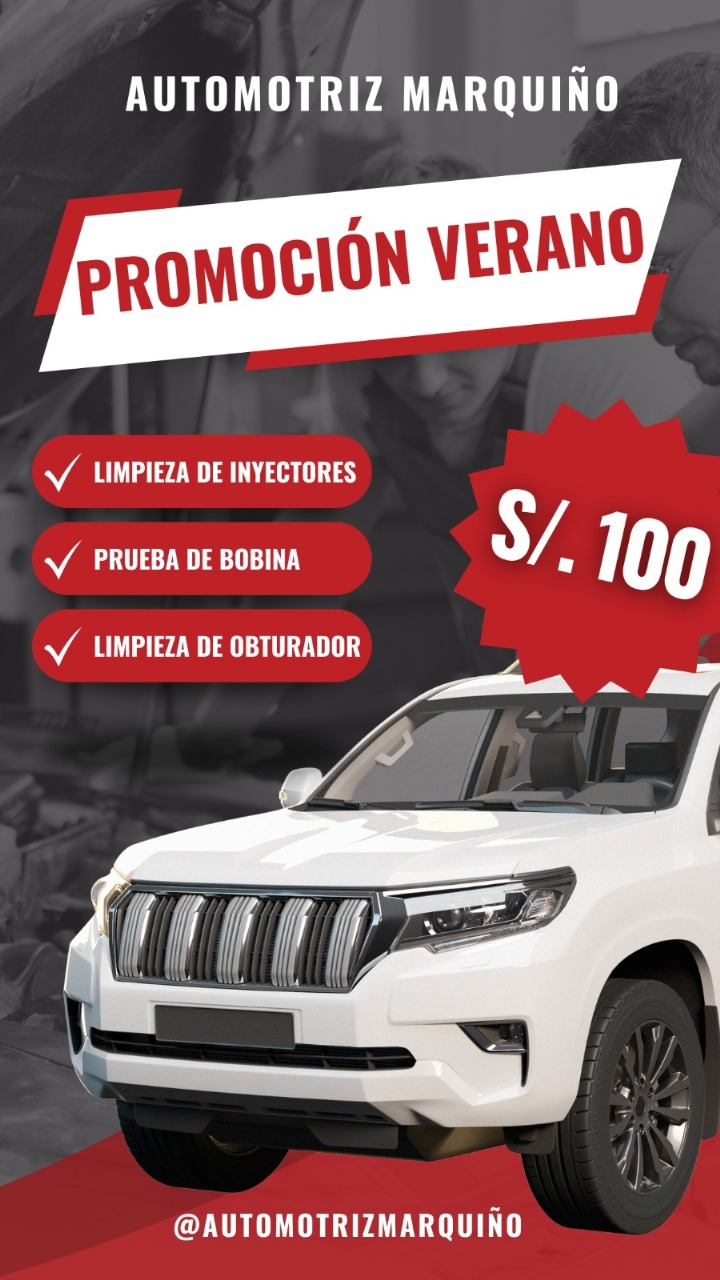 AUTOMOTRIZ MARQUIÑO
PROMOCIÓN VERANO
LIMPIEZA DE INYECTORES
PRUEBA DE BOBINA
LIMPIEZA DE OBTURADOR
S/. 100
@AUTOMOTRIZMARQUIÑO